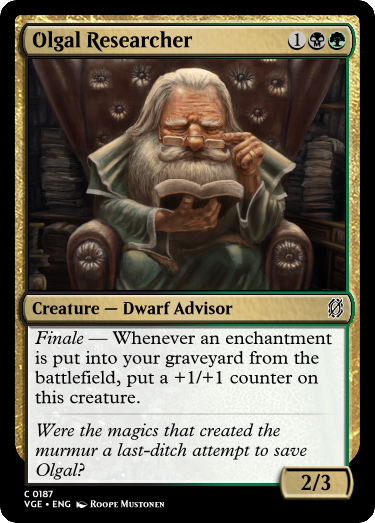 Olgal Researcher 1
Creature — Dwarf Advisor
Finale — Whenever an enchantment
is put into your graveyard from the
battlefield, put a +1/+1 counter on
this creature.
Were the magics that created the
murmur a last-ditch attempt to save
Olgal?
2/3
C 0187
VGE • ENG Roope Mustonen